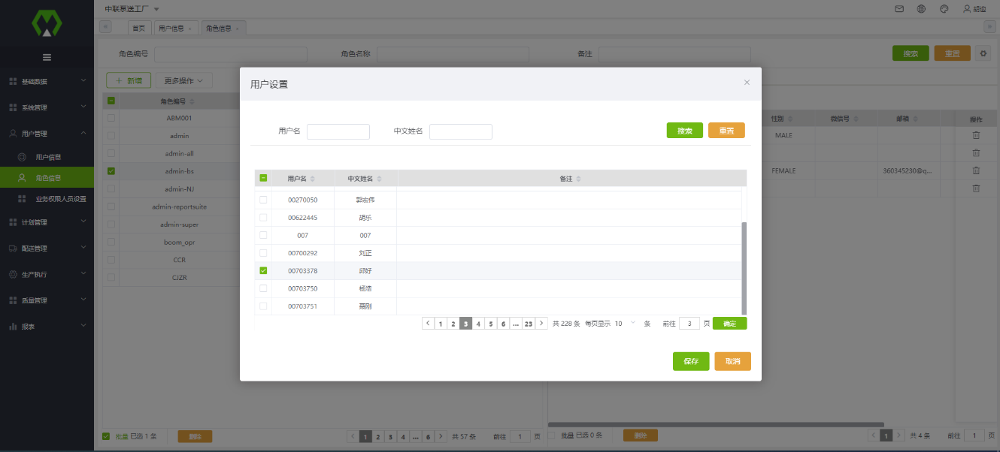 中联泵送工厂
胡迎
«
首页
用户信息 ×
角色信息 ×
»
基础数据
系统管理
用户管理
用户信息
角色信息
业务权限人员设置
计划管理
配送管理
生产执行
质量管理
报表
角色编号
角色名称
备注
搜索
重置
+ 新增
更多操作
角色编号
ABM001
admin
admin-all
admin-bs
admin-NJ
admin-reportsuite
admin-super
boom_opr
CCR
CJZR
性别
微信号
邮箱
操作
MALE
FEMALE
360345230@q...
用户设置
×
用户名
中文姓名
搜索
重置
用户名
中文姓名
备注
00270050 郭宏伟
00622445 胡乐
007 007
00700292 刘正
00703378 邱好
00703750 杨浩
00703751 聂刚
< 1 2 3 4 5 6 ... 23 > 共 228 条 每页显示 10 条 前往 3 页 确定
保存
取消
批量 已选 1 条
删除
< 1 2 3 4 ... 6 > 共 57 条 前往 1 页
批量 已选 0 条
删除
< 1 > 共 4 条 前往 1 页